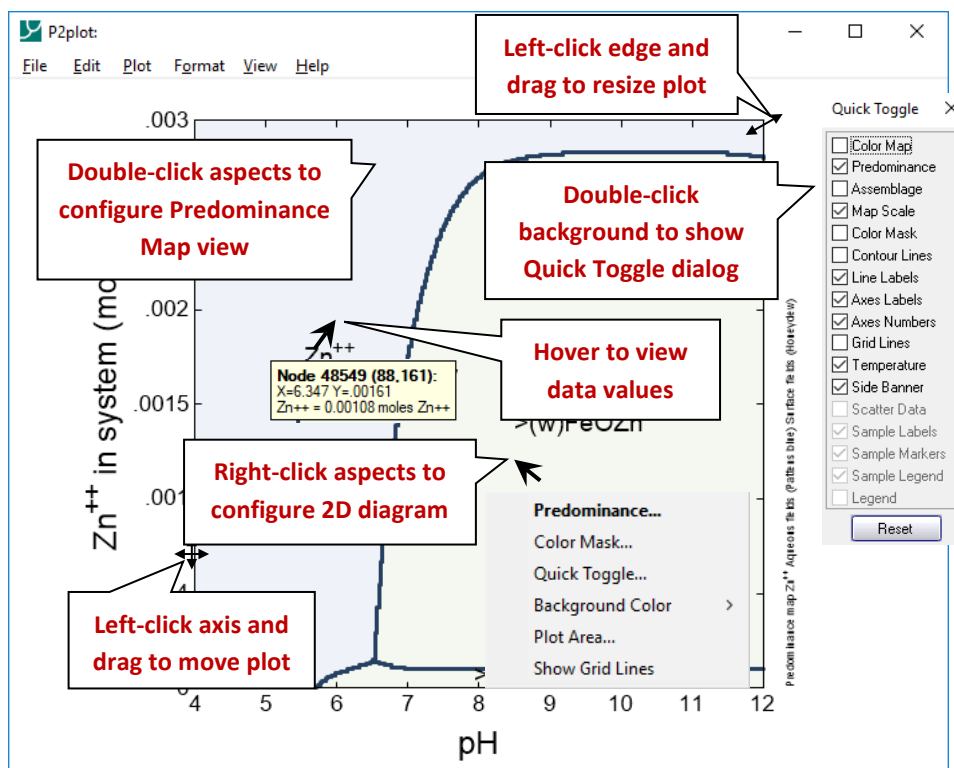 P2plot:
File Edit Plot Format View Help
Left-click edge and
drag to resize plot
Quick Toggle
Color Map
Predominance
Assemblage
Map Scale
Color Mask
Contour Lines
Line Labels
Axes Labels
Axes Numbers
Grid Lines
Temperature
Side Banner
Scatter Data
Sample Labels
Sample Markers
Sample Legend
Legend
Reset
Double-click aspects to
configure Predominance
Map view
Double-click
background to show
Quick Toggle dialog
Hover to view
data values
Zn++
Node 48549 (88,161):
X=6.347 Y=.00161
Zn++ = 0.00108 moles Zn++
>(w)FeOZn
Right-click aspects to
configure 2D diagram
Predominance...
Color Mask...
Quick Toggle...
Background Color
Plot Area...
Show Grid Lines
Left-click axis and
drag to move plot
.003
.002
.0015
.001
0
4 5 6 7 8 9 10 11 12
pH
Zn++ in system (mo
Predominance map Zn++ Aqueous fields (Pattens blue) Surface fields (Honeydew)